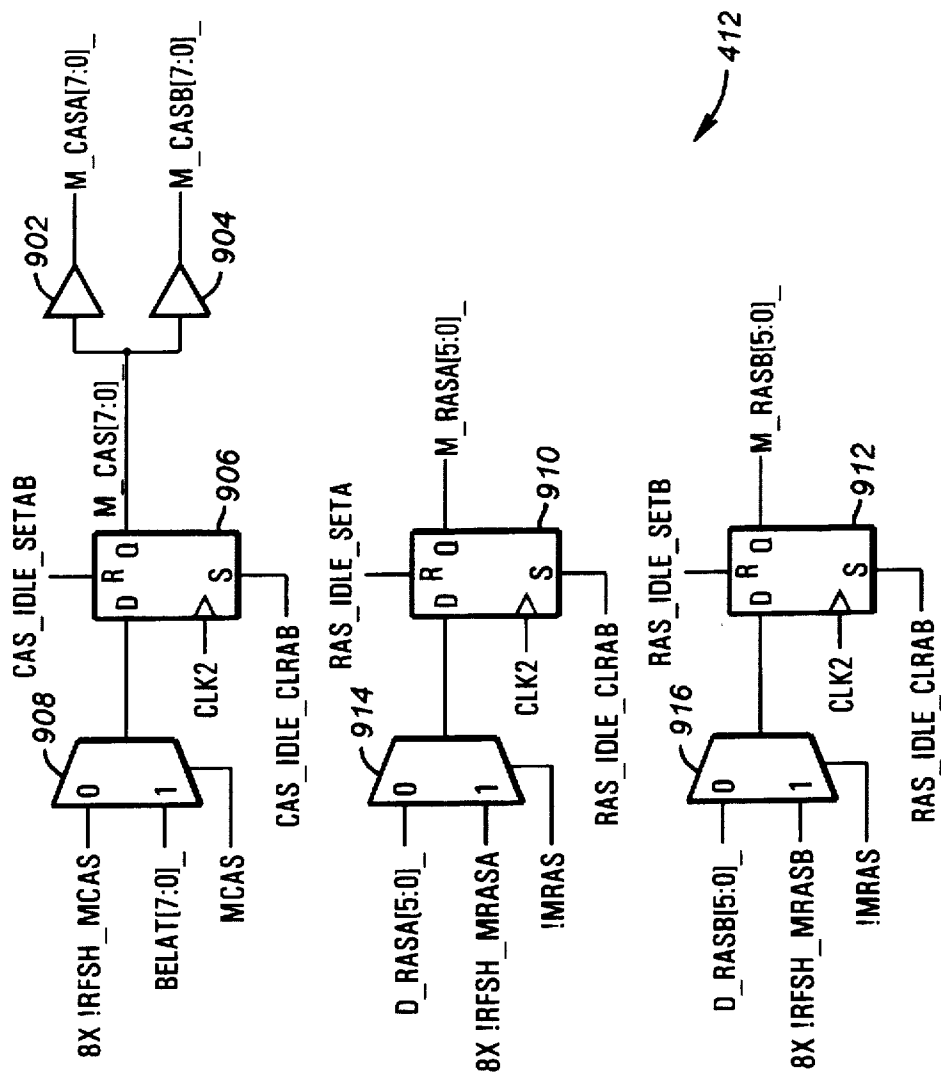 CAS_IDLE_SETAB
8X !RFSH_MCAS
BELAT[7:0]_
MCAS
908
0
1
D
R
Q
S
CLK2
906
CAS_IDLE_CLRAB
M_CAS[7:0]_
902
904
M_CASA[7:0]_
M_CASB[7:0]_
RAS_IDLE_SETA
D_RASA[5:0]_
8X !RFSH_MRASA
!MRAS
914
0
1
D
R
Q
S
CLK2
910
RAS_IDLE_CLRAB
M_RASA[5:0]_
RAS_IDLE_SETB
D_RASB[5:0]_
8X !RFSH_MRASB
!MRAS
916
0
1
D
R
Q
S
CLK2
912
RAS_IDLE_CLRAB
M_RASB[5:0]_
412